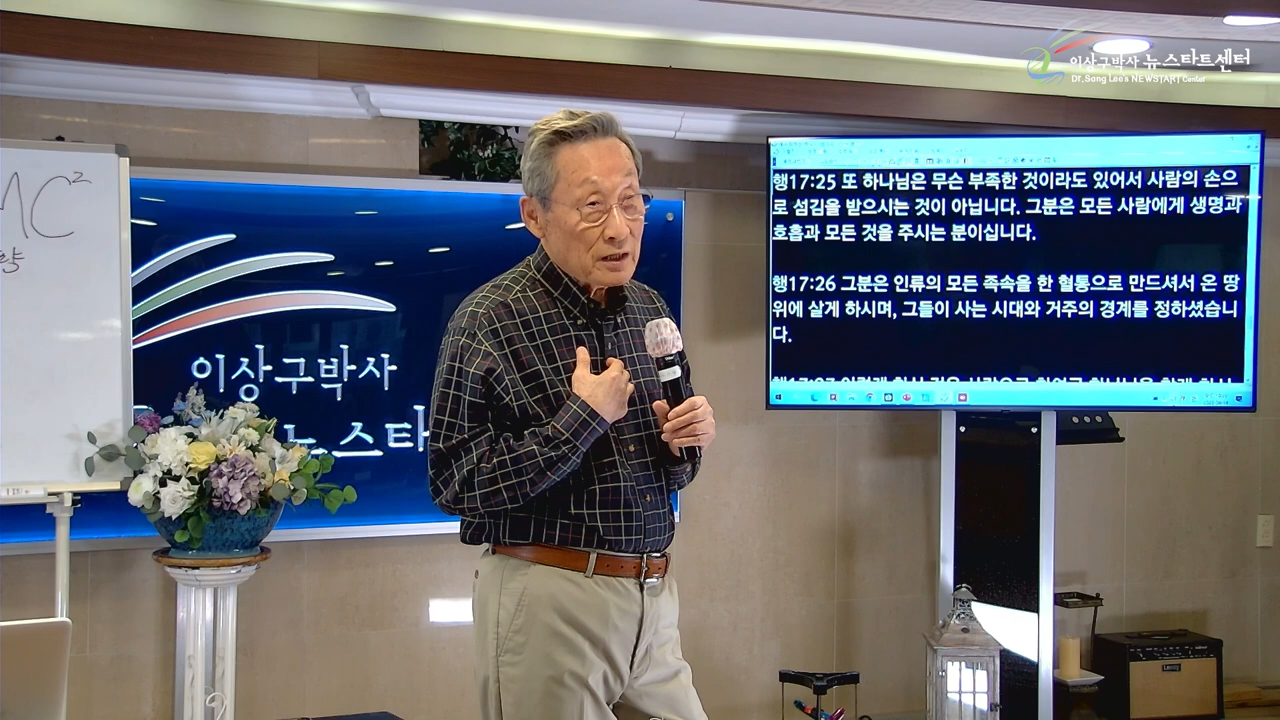 이상구박사 뉴스타트센터
Dr.Sang Lee's NEWSTART Center
MC²
량
이상구박사
뉴스타
행17:25 또 하나님은 무슨 부족한 것이라도 있어서 사람의 손으
로 섬김을 받으시는 것이 아닙니다. 그분은 모든 사람에게 생명과
호흡과 모든 것을 주시는 분이십니다.
행17:26 그분은 인류의 모든 족속을 한 혈통으로 만드셔서 온 땅
위에 살게 하시며, 그들이 사는 시대와 거주의 경계를 정하셨습니
다.